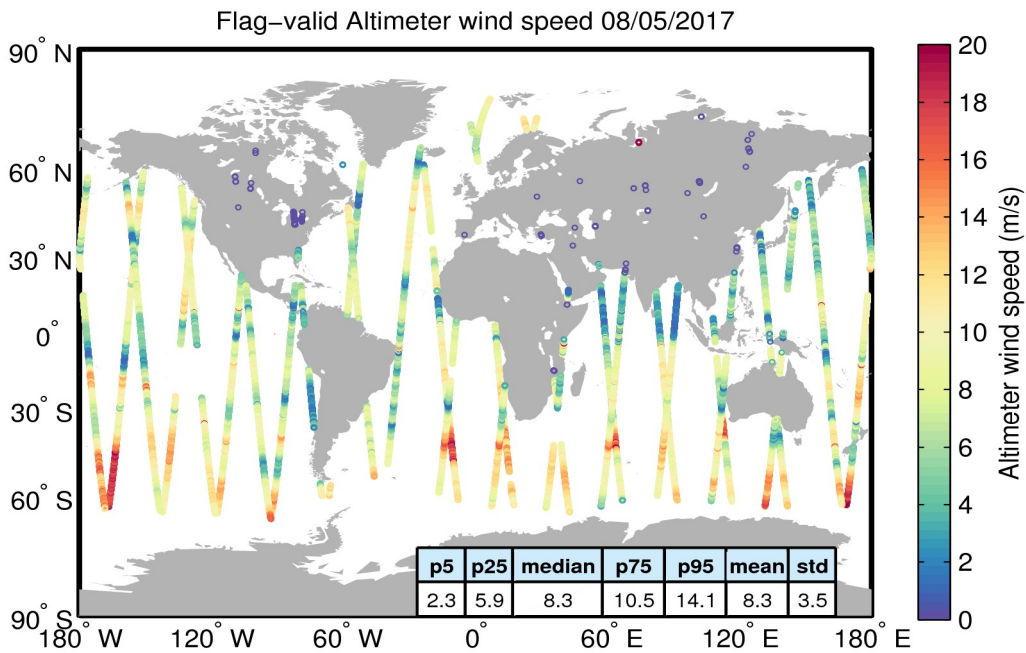 Flag−valid Altimeter wind speed 08/05/2017
90° N
60° N
30° N
0°
30° S
60° S
90° S
180° W
120° W
60° W
0°
60° E
120° E
180° E
p5 p25 median p75 p95 mean std
2.3 5.9 8.3 10.5 14.1 8.3 3.5
20
18
16
14
12
10
8
6
4
2
0
Altimeter wind speed (m/s)